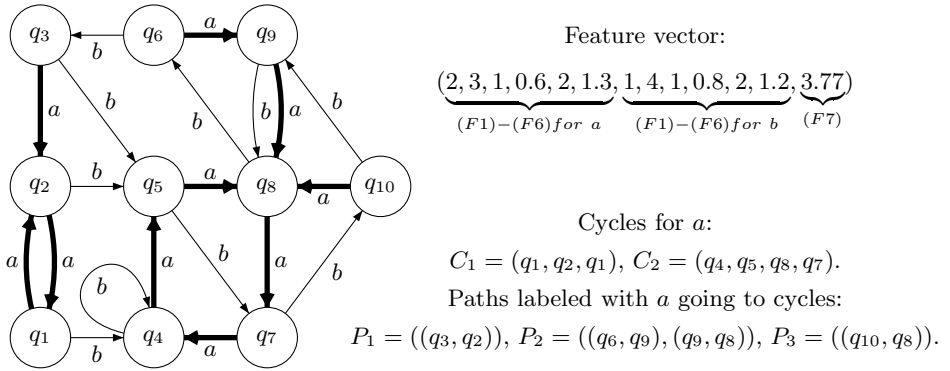 q3 b q6 a q9
Feature vector:
(2, 3, 1, 0.6, 2, 1.3, 1, 4, 1, 0.8, 2, 1.2, 3.77)
(F1)−(F6)for a (F1)−(F6)for b (F7)
a b b b a b
q2 b q5 a q8 a q10
Cycles for a:
C1 = (q1, q2, q1), C2 = (q4, q5, q8, q7).
a a b a b a b
Paths labeled with a going to cycles:
q1 b q4 a q7
P1 = ((q3, q2)), P2 = ((q6, q9), (q9, q8)), P3 = ((q10, q8)).